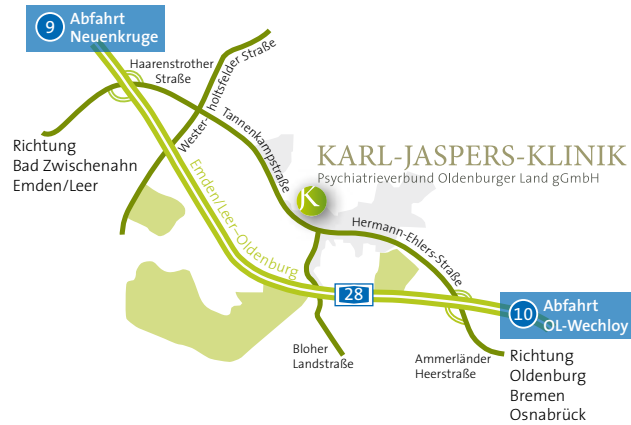 9 Abfahrt
Neuenkruge
Haarenstrother
Straße
Wester-holtsfelder Straße
Tannenkampstraße
Richtung
Bad Zwischenahn
Emden/Leer
KARL-JASPERS-KLINIK
Psychiatrieverbund Oldenburger Land gGmbH
JK
Hermann-Ehlers-Straße
Emden/Leer–Oldenburg
28
10 Abfahrt
OL-Wechloy
Bloher
Landstraße
Ammerländer
Heerstraße
Richtung
Oldenburg
Bremen
Osnabrück